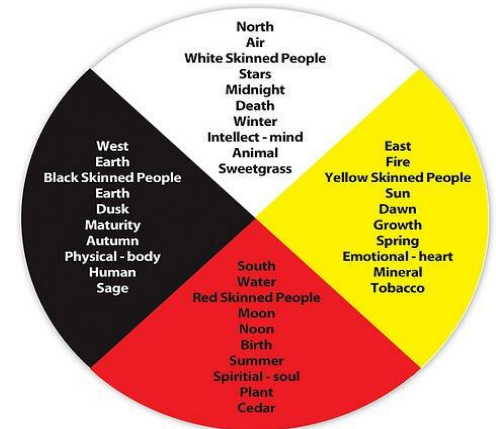 North
Air
White Skinned People
Stars
Midnight
Death
Winter
Intellect - mind
Animal
Sweetgrass
West
Earth
Black Skinned People
Earth
Dusk
Maturity
Autumn
Physical - body
Human
Sage
East
Fire
Yellow Skinned People
Sun
Dawn
Growth
Spring
Emotional - heart
Mineral
Tobacco
South
Water
Red Skinned People
Moon
Noon
Birth
Summer
Spiritial - soul
Plant
Cedar